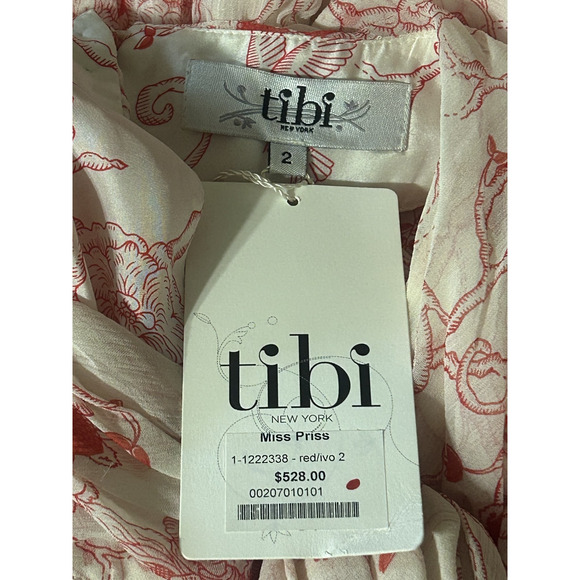 tibi
NEW YORK
2
tibi
NEW YORK
Miss Priss
1-1222338 - red/ivo 2
$528.00
00207010101